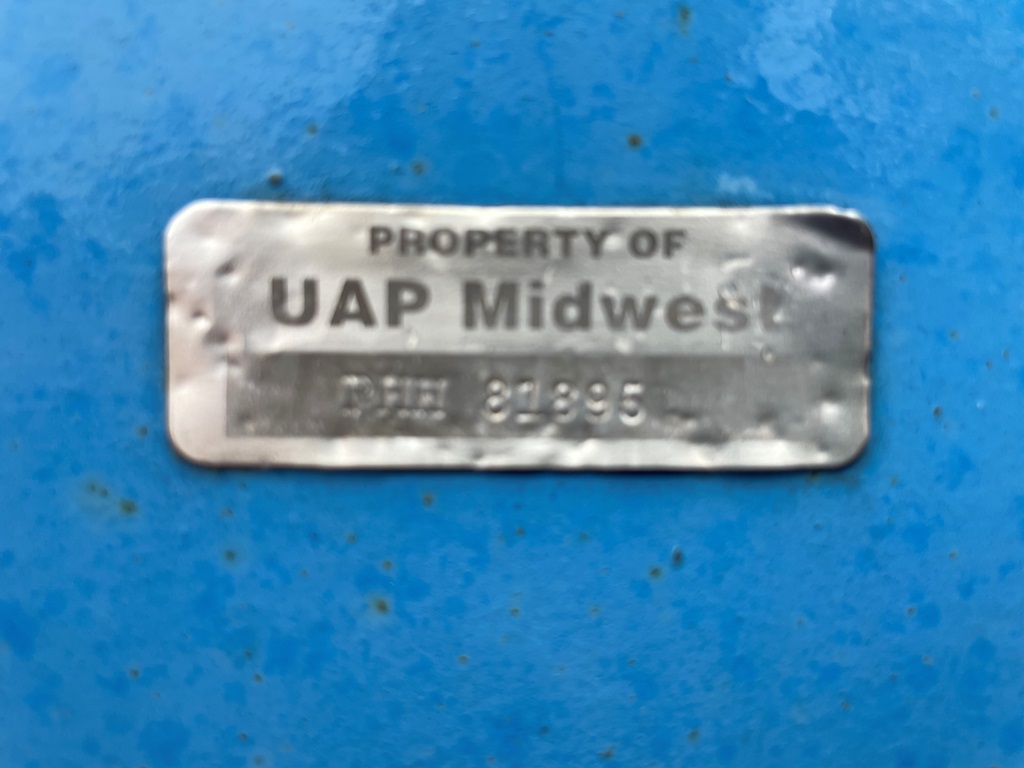 PROPERTY OF
UAP Midwest
81895